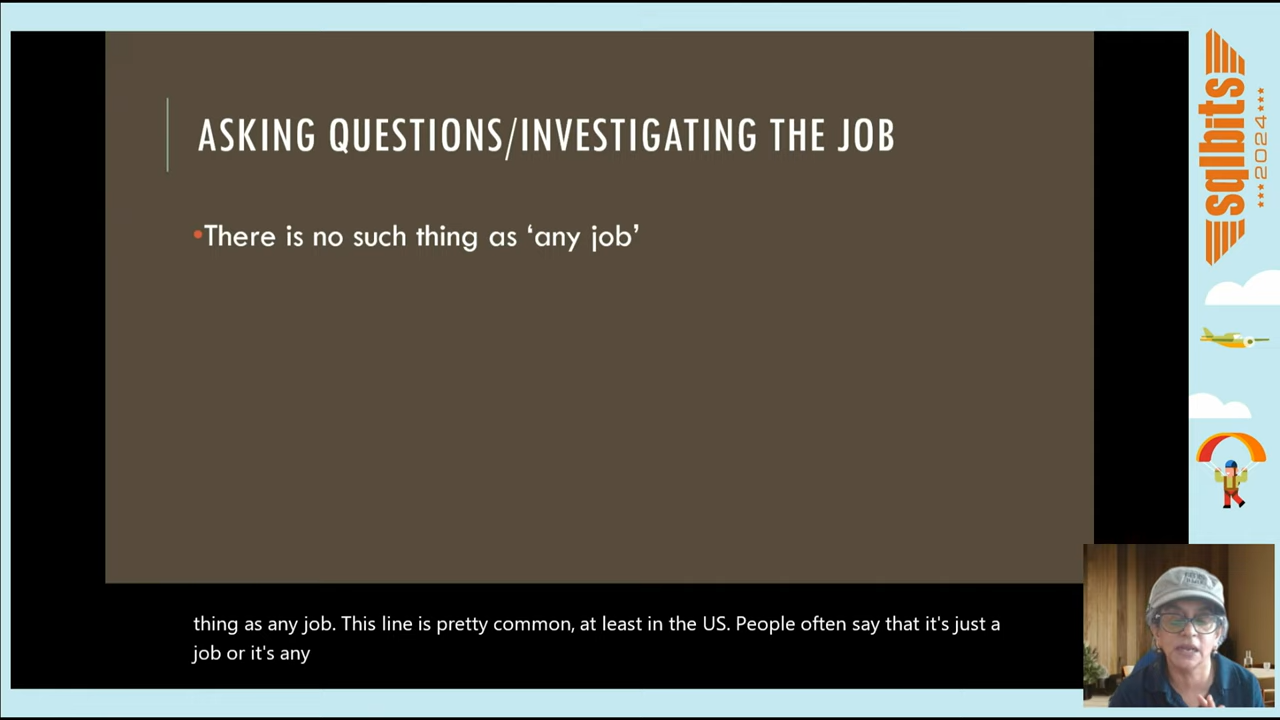 ASKING QUESTIONS/INVESTIGATING THE JOB
•There is no such thing as ‘any job’
thing as any job. This line is pretty common, at least in the US. People often say that it's just a
job or it's any
sqlbits
2024